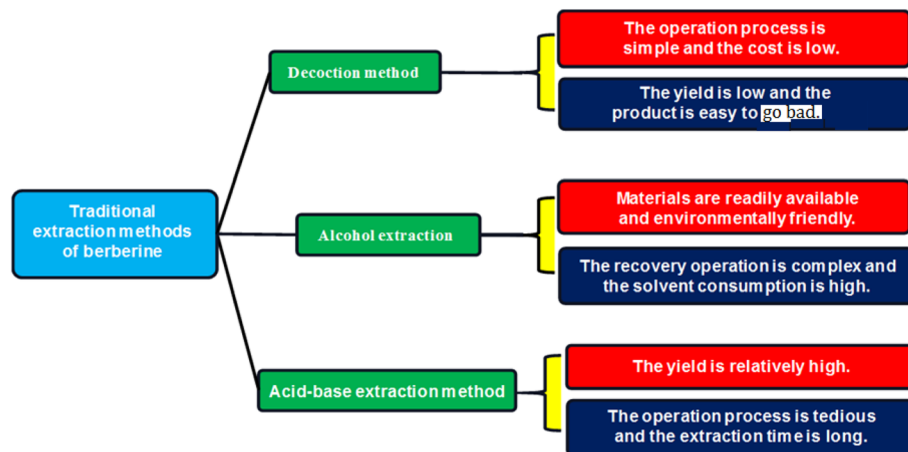 Traditional
extraction methods
of berberine
Decoction method
The operation process is
simple and the cost is low.
The yield is low and the
product is easy to go bad.
Alcohol extraction
Materials are readily available
and environmentally friendly.
The recovery operation is complex and
the solvent consumption is high.
Acid-base extraction method
The yield is relatively high.
The operation process is tedious
and the extraction time is long.